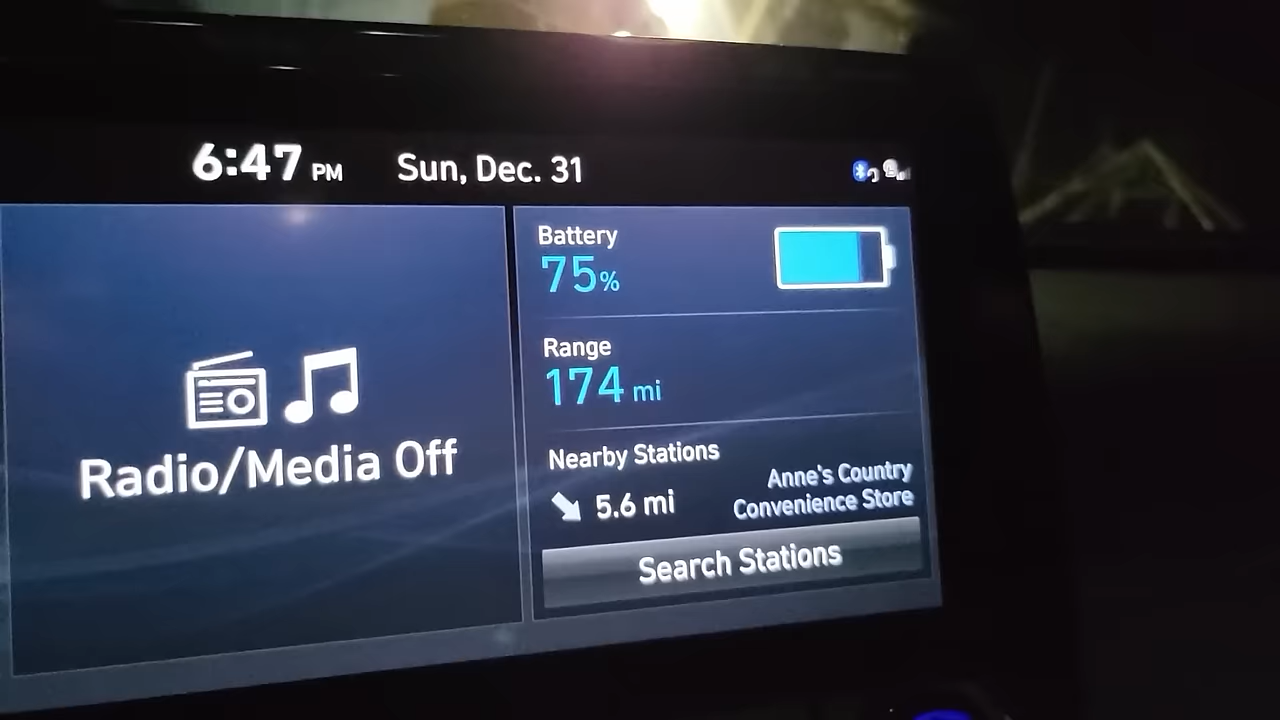 6:47 PM Sun, Dec. 31
Radio/Media Off
Battery
75%
Range
174 mi
Nearby Stations
5.6 mi
Anne's Country
Convenience Store
Search Stations